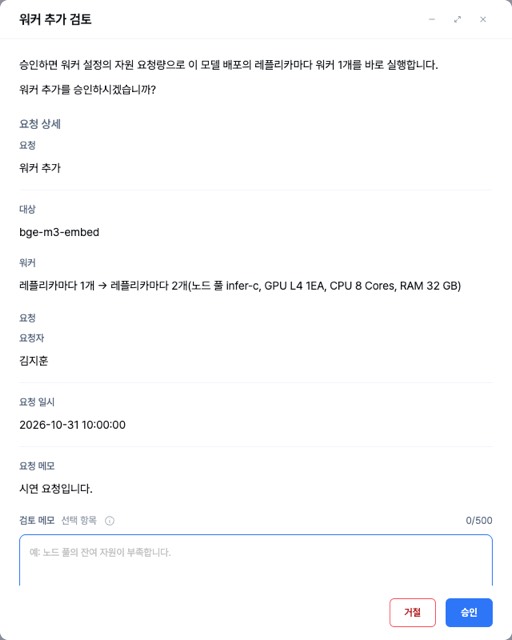 워커 추가 검토
승인하면 워커 설정의 자원 요청량으로 이 모델 배포의 레플리카마다 워커 1개를 바로 실행합니다.
워커 추가를 승인하시겠습니까?
요청 상세
요청
워커 추가
대상
bge-m3-embed
워커
레플리카마다 1개 → 레플리카마다 2개(노드 풀 infer-c, GPU L4 1EA, CPU 8 Cores, RAM 32 GB)
요청
요청자
김지훈
요청 일시
2026-10-31 10:00:00
요청 메모
시연 요청입니다.
검토 메모 선택 항목 0/500
예: 노드 풀의 잔여 자원이 부족합니다.
거절 승인